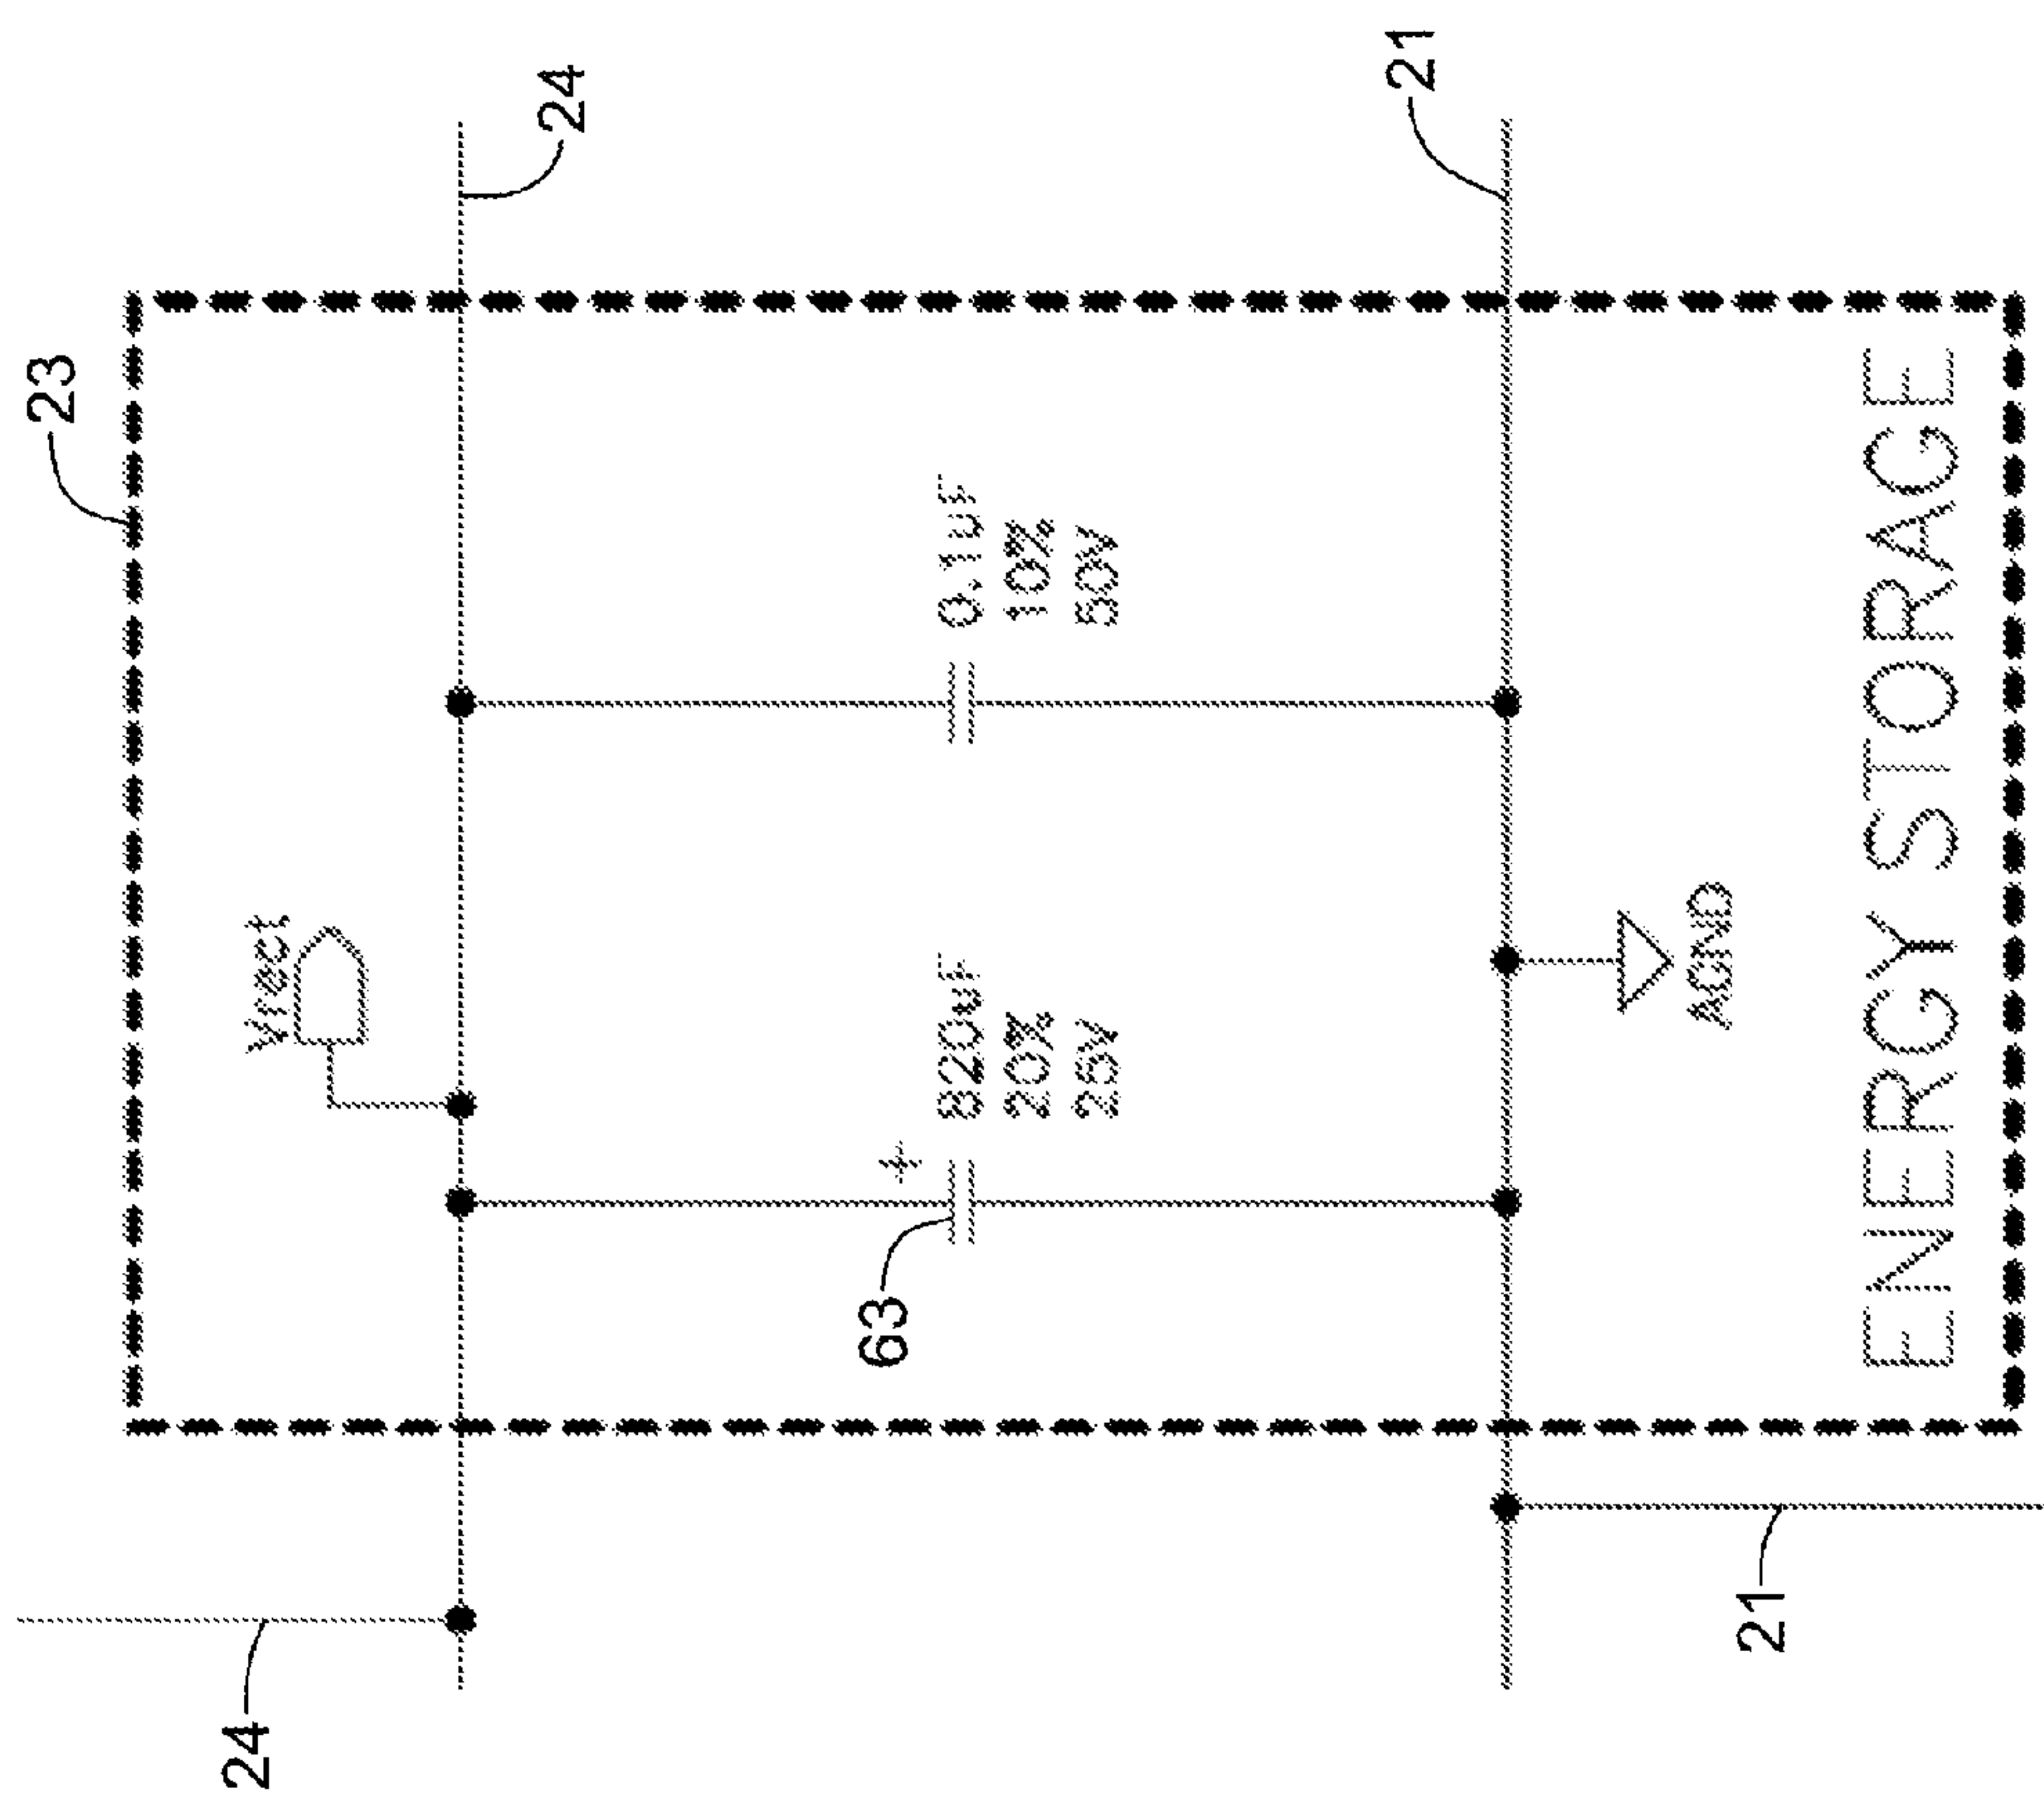 23
24
24
Vrect
63
+
820uF
20%
25V
0.1uF
10%
50V
21
21
AGND
ENERGY STORAGE